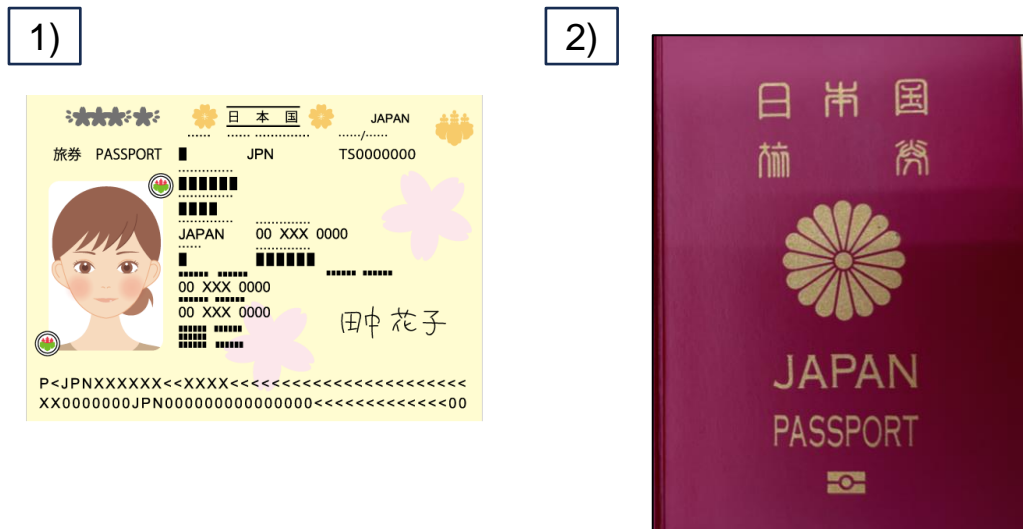 1)
日 本 国 JAPAN
旅券 PASSPORT JPN TS0000000
JAPAN 00 XXX 0000
00 XXX 0000
00 XXX 0000
田中 花子
P<JPNXXXXXX<<XXXX<<<<<<<<<<<<<<<<<<<<<<<
XX0000000JPN000000000000000<<<<<<<<<<<<<00
2)
日 本 国
旅 券
JAPAN
PASSPORT